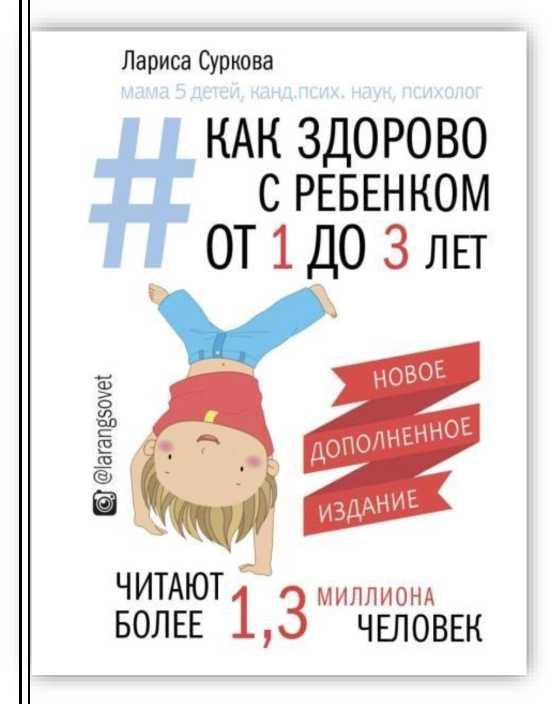 Лариса Суркова
мама 5 детей, канд.псих. наук, психолог
# КАК ЗДОРОВО
С РЕБЕНКОМ
ОТ 1 ДО 3 ЛЕТ
НОВОЕ
ДОПОЛНЕННОЕ
ИЗДАНИЕ
@larangsovet
ЧИТАЮТ
БОЛЕЕ 1,3 МИЛЛИОНА
ЧЕЛОВЕК